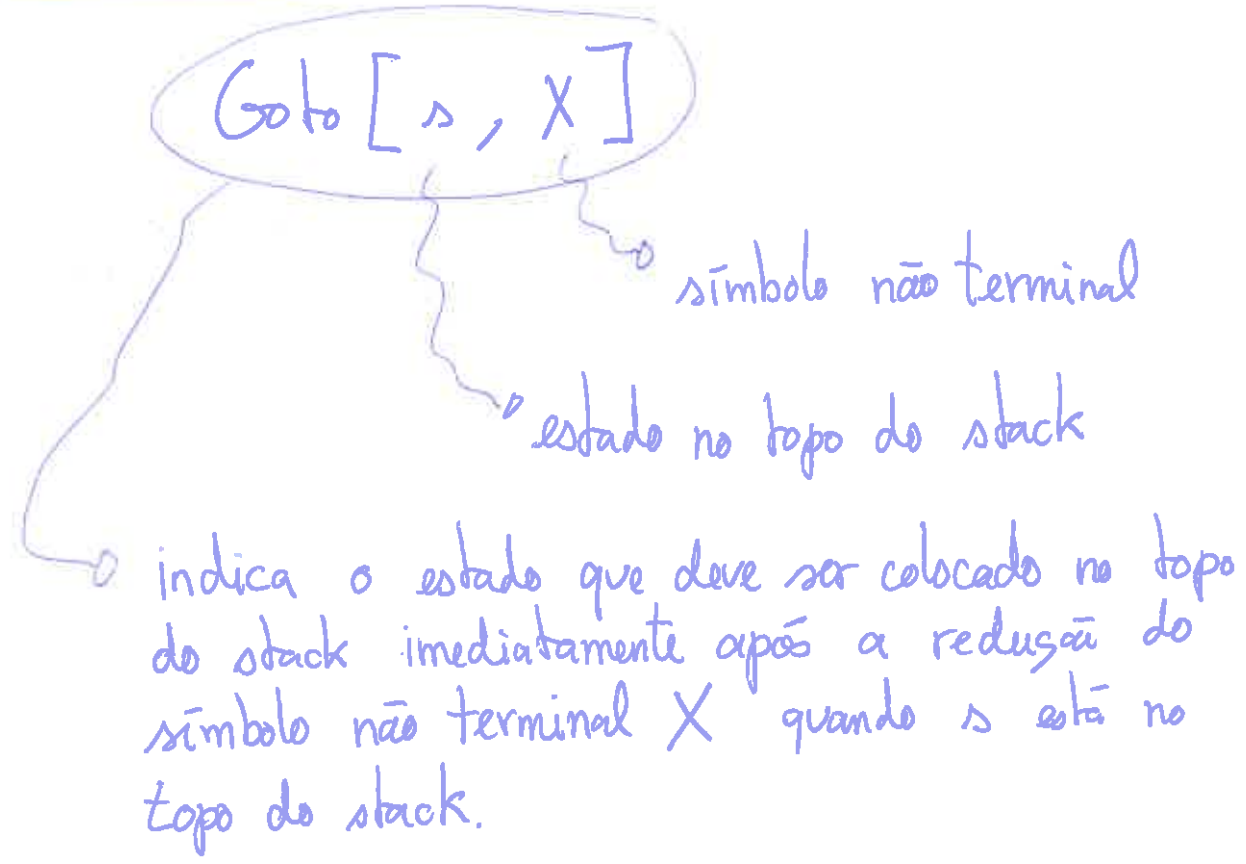 Goto [ s , X ]
símbolo não terminal
estado no topo do stack
indica o estado que deve ser colocado no topo
do stack imediatamente após a redução do
símbolo não terminal X quando s está no
topo do stack.